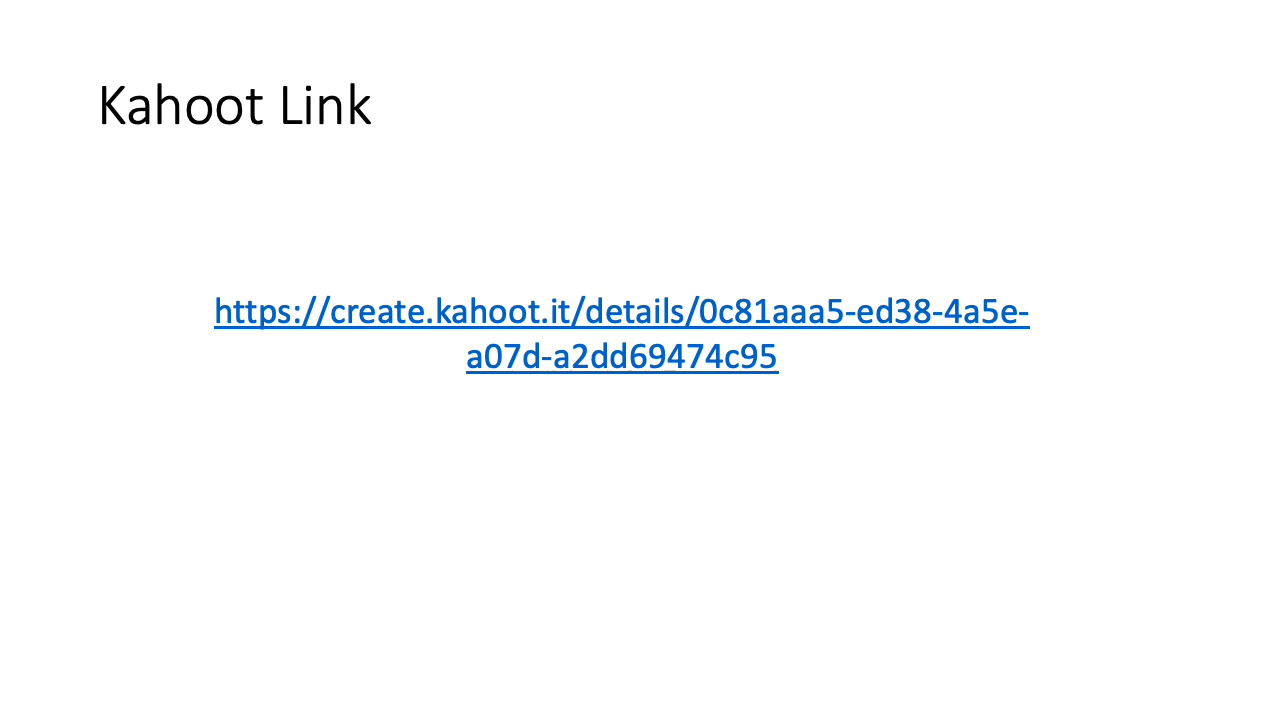 Kahoot Link
https://create.kahoot.it/details/0c81aaa5-ed38-4a5e-
a07d-a2dd69474c95